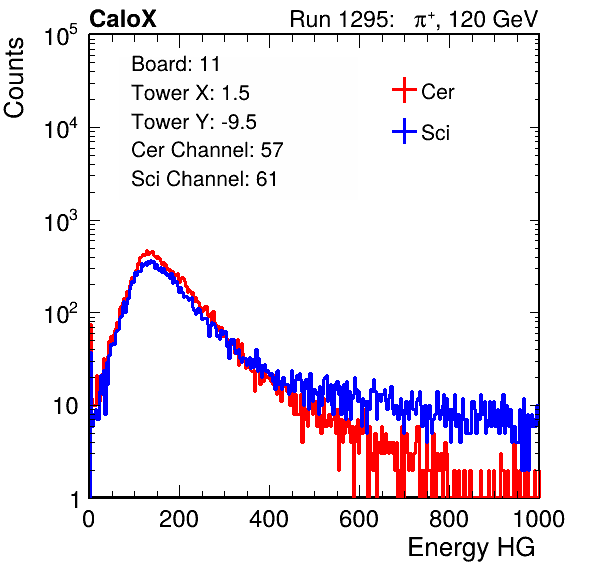 CaloX Run 1295: π⁺, 120 GeV
Counts
10⁵
10⁴
10³
10²
10
1
Board: 11
Tower X: 1.5
Tower Y: -9.5
Cer Channel: 57
Sci Channel: 61
Cer
Sci
0 200 400 600 800 1000
Energy HG